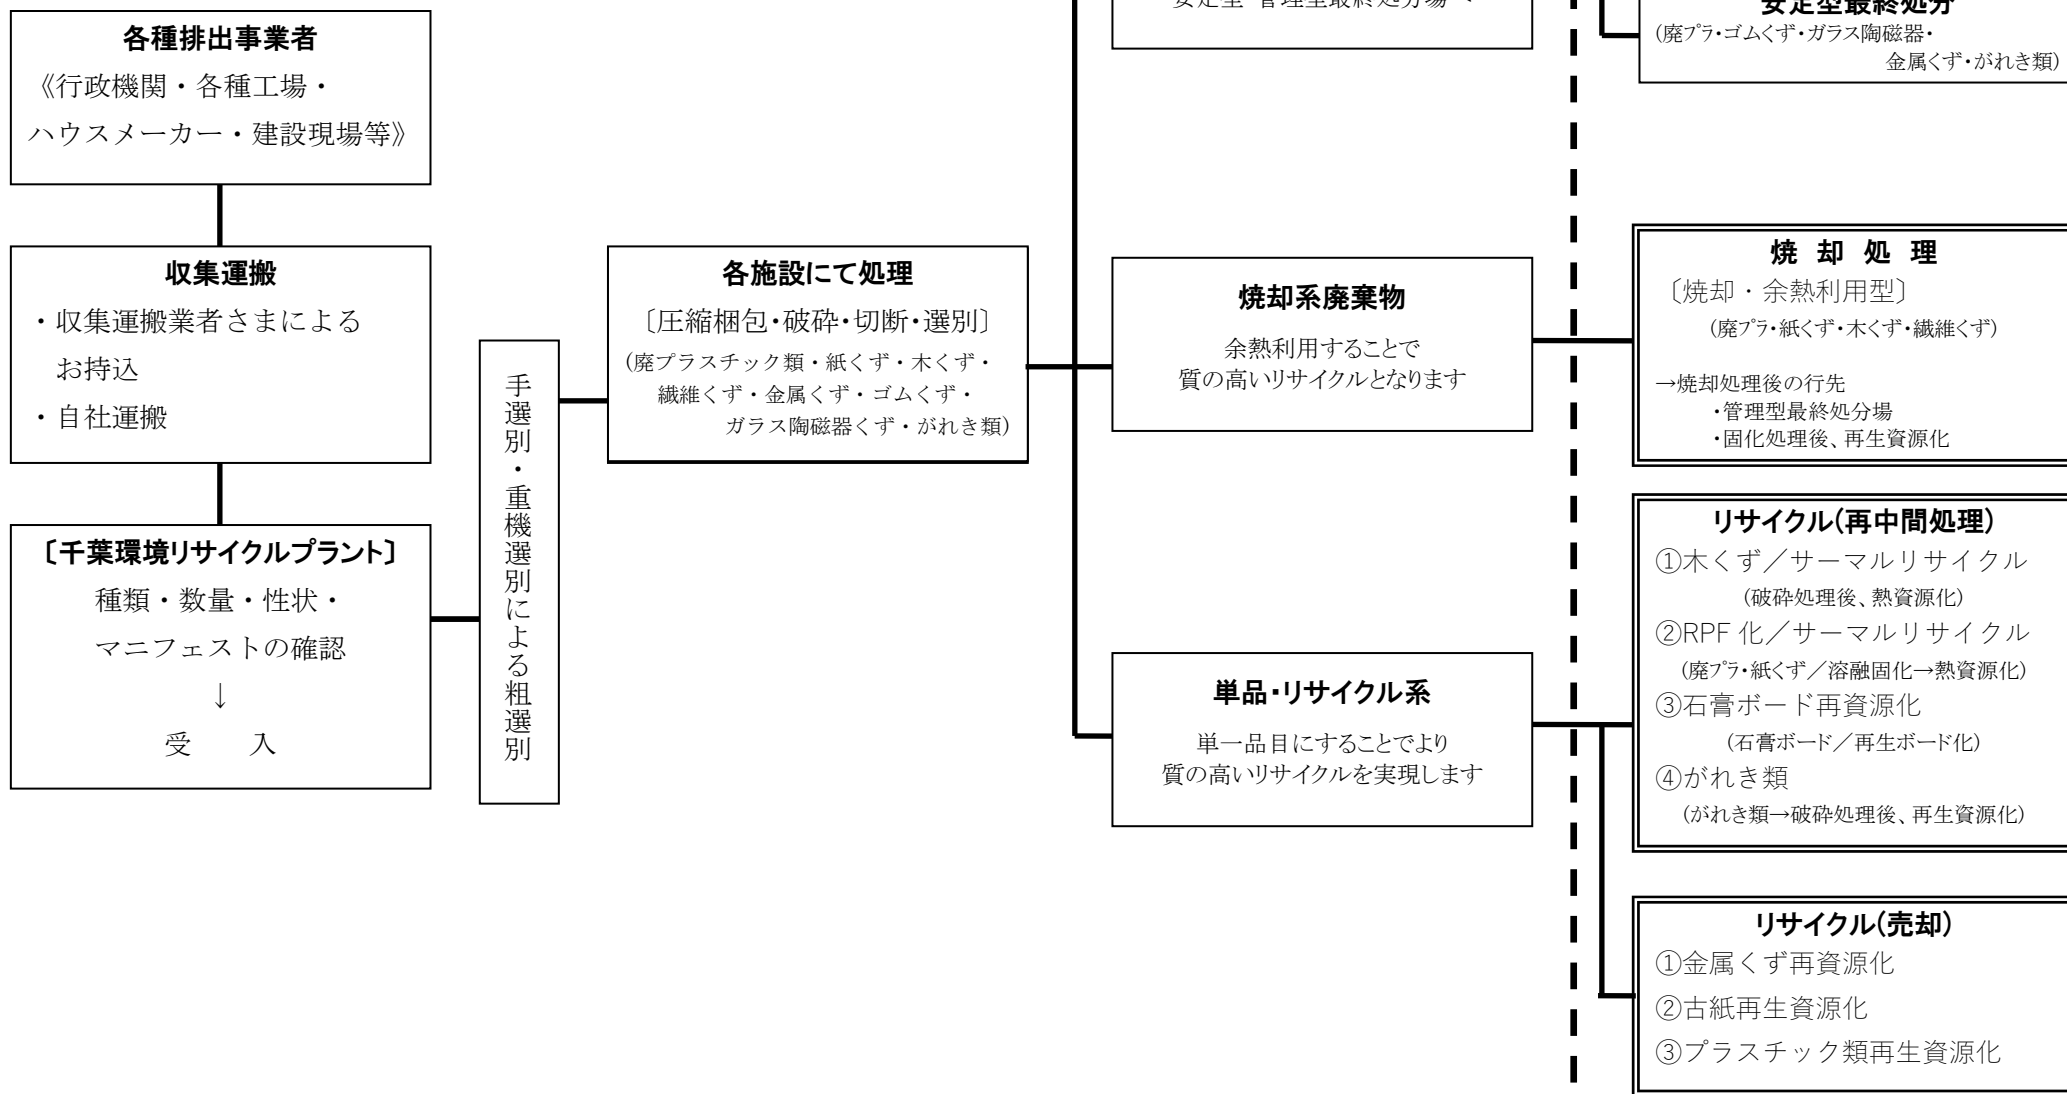 各種排出事業者
《行政機関・各種工場・
ハウスメーカー・建設現場等》
収集運搬
・収集運搬業者さまによる
お持込
・自社運搬
〔千葉環境リサイクルプラント〕
種類・数量・性状・
マニフェストの確認
↓
受　入
手選別・重機選別による粗選別
各施設にて処理
〔圧縮梱包・破砕・切断・選別〕
(廃プラスチック類・紙くず・木くず・
繊維くず・金属くず・ゴムくず・
ガラス陶磁器くず・がれき類)
安定型・管理型最終処分場へ
焼却系廃棄物
余熱利用することで
質の高いリサイクルとなります
単品・リサイクル系
単一品目にすることでより
質の高いリサイクルを実現します
安定型最終処分
(廃プラ・ゴムくず・ガラス陶磁器・
金属くず・がれき類)
焼 却 処 理
〔焼却・余熱利用型〕
(廃プラ・紙くず・木くず・繊維くず)
→焼却処理後の行先
・管理型最終処分場
・固化処理後、再生資源化
リサイクル(再中間処理)
①木くず／サーマルリサイクル
(破砕処理後、熱資源化)
②RPF 化／サーマルリサイクル
(廃プラ・紙くず／溶融固化→熱資源化)
③石膏ボード再資源化
(石膏ボード／再生ボード化)
④がれき類
(がれき類→破砕処理後、再生資源化)
リサイクル(売却)
①金属くず再資源化
②古紙再生資源化
③プラスチック類再生資源化